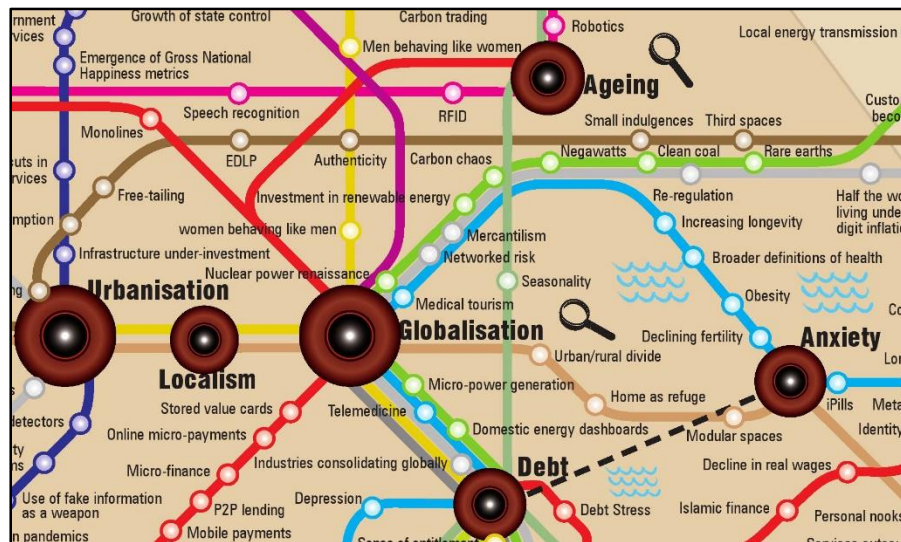 Growth of state control
Carbon trading
Robotics
Local energy transmission
Emergence of Gross National
Happiness metrics
Men behaving like women
Ageing
Speech recognition
RFID
Monolines
Small indulgences
Third spaces
EDLP
Authenticity
Carbon chaos
Negawatts
Clean coal
Rare earths
Free-tailing
Investment in renewable energy
Re-regulation
women behaving like men
Mercantilism
Increasing longevity
Infrastructure under-investment
Networked risk
Broader definitions of health
Nuclear power renaissance
Seasonality
Urbanisation
Medical tourism
Obesity
Globalisation
Declining fertility
Anxiety
Localism
Urban/rural divide
Micro-power generation
Stored value cards
Telemedicine
Home as refuge
iPills
Online micro-payments
Domestic energy dashboards
Modular spaces
Identity
Micro-finance
Industries consolidating globally
Debt
Decline in real wages
Use of fake information
as a weapon
P2P lending
Depression
Debt Stress
Islamic finance
Personal nooks
Mobile payments
pandemics